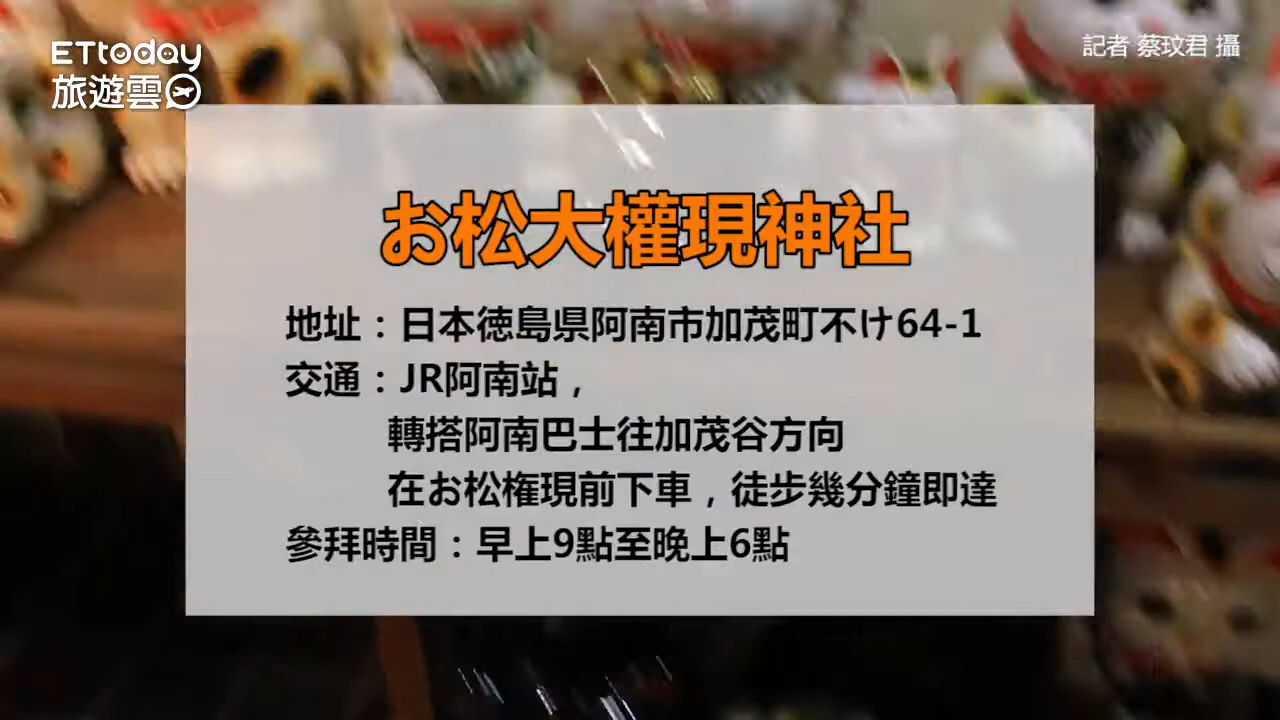 ETtoday
旅遊雲
記者 蔡玟君 攝
お松大權現神社
地址：日本徳島県阿南市加茂町不け64-1
交通：JR阿南站，
轉搭阿南巴士往加茂谷方向
在お松権現前下車，徒步幾分鐘即達
參拜時間：早上9點至晚上6點